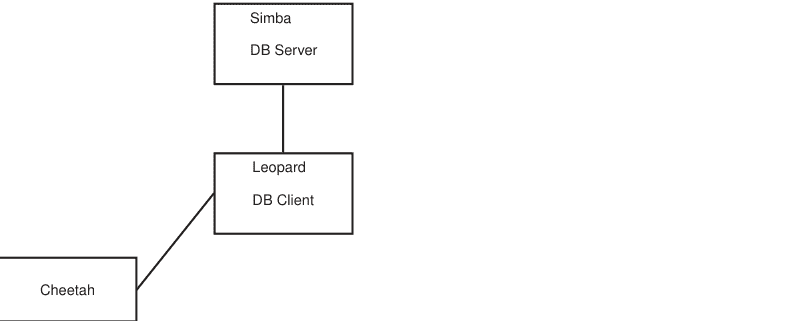 Simba
DB Server
Leopard
DB Client
Cheetah